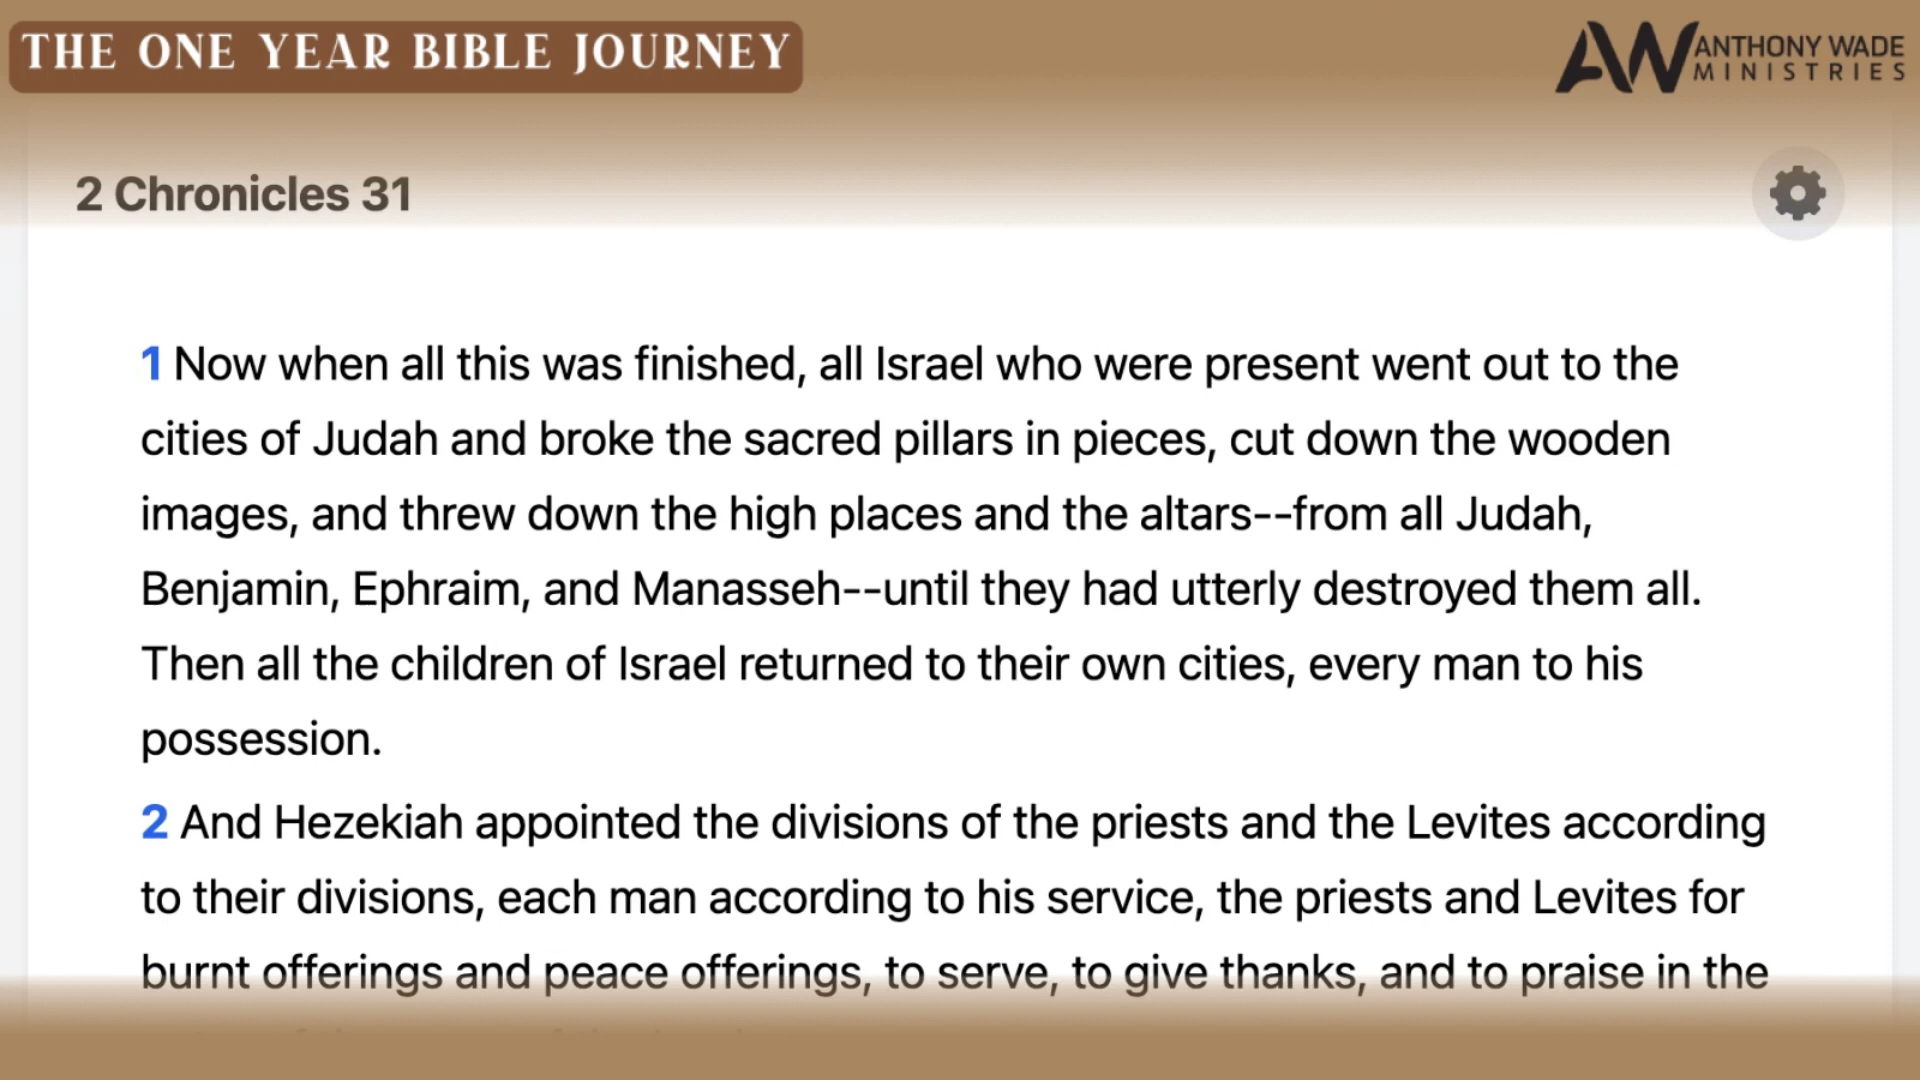 THE ONE YEAR BIBLE JOURNEY
AW ANTHONY WADE
MINISTRIES
2 Chronicles 31
1 Now when all this was finished, all Israel who were present went out to the
cities of Judah and broke the sacred pillars in pieces, cut down the wooden
images, and threw down the high places and the altars--from all Judah,
Benjamin, Ephraim, and Manasseh--until they had utterly destroyed them all.
Then all the children of Israel returned to their own cities, every man to his
possession.
2 And Hezekiah appointed the divisions of the priests and the Levites according
to their divisions, each man according to his service, the priests and Levites for
burnt offerings and peace offerings, to serve, to give thanks, and to praise in the